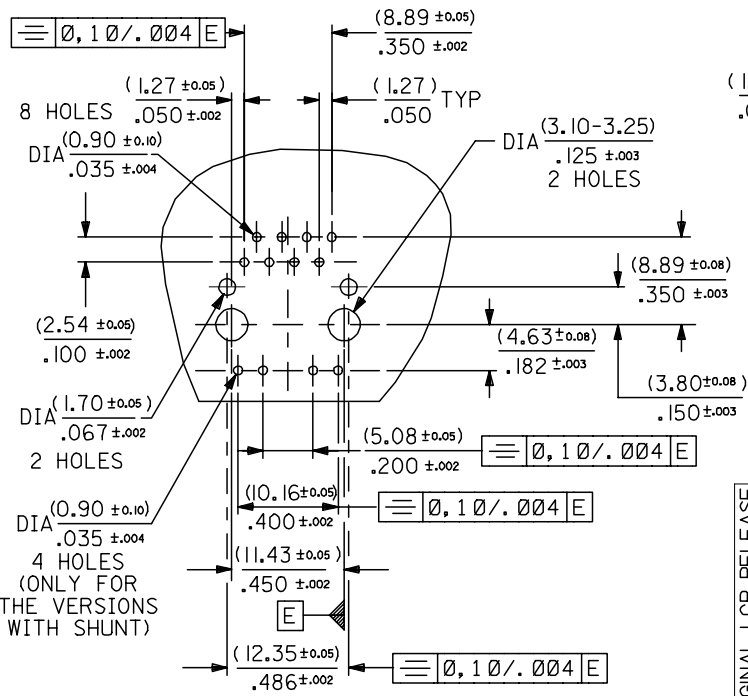 ⌯ Ø,10/.004 E
(8.89 ±0.05)
.350 ±.002
(1.27 ±0.05)
.050 ±.002
(1.27) TYP
.050
8 HOLES
DIA (0.90 ±0.10)
.035 ±.004
DIA (3.10-3.25)
.125 ±.003
2 HOLES
(8.89 ±0.08)
.350 ±.003
(2.54 ±0.05)
.100 ±.002
(4.63±0.08)
.182 ±.003
(3.80±0.08)
.150±.003
DIA (1.70 ±0.05)
.067±.002
2 HOLES
(5.08 ±0.05)
.200 ±.002
⌯ Ø,10/.004 E
(10.16±0.05)
.400±.002
⌯ Ø,10/.004 E
DIA (0.90 ±0.10)
.035 ±.004
4 HOLES
(ONLY FOR
THE VERSIONS
WITH SHUNT)
(11.43 ±0.05)
.450 ±.002
E
(12.35±0.05)
.486±.002
⌯ Ø,10/.004 E